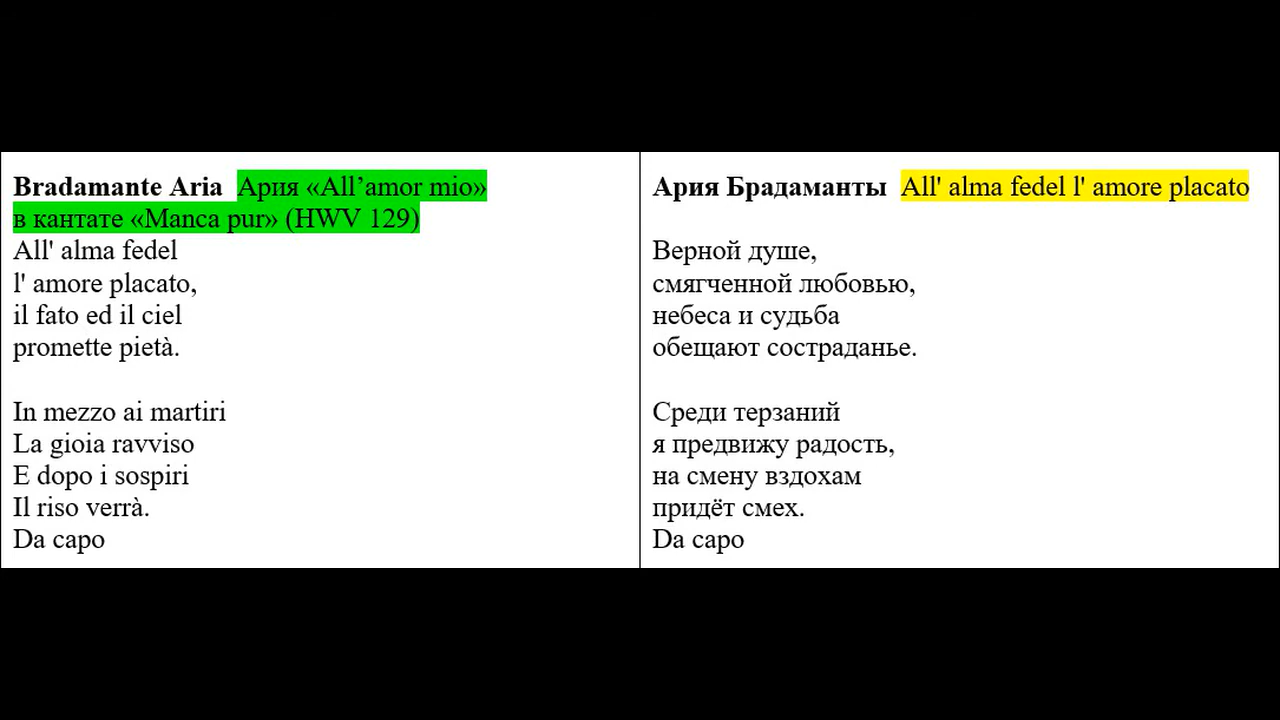 Bradamante Aria Ария «All’amor mio»
в кантате «Manca pur» (HWV 129)
All' alma fedel
l' amore placato,
il fato ed il ciel
promette pietà.
In mezzo ai martiri
La gioia ravviso
E dopo i sospiri
Il riso verrà.
Da capo
Ария Брадаманты All' alma fedel l' amore placato
Верной душе,
смягченной любовью,
небеса и судьба
обещают состраданье.
Среди терзаний
я предвижу радость,
на смену вздохам
придёт смех.
Da capo